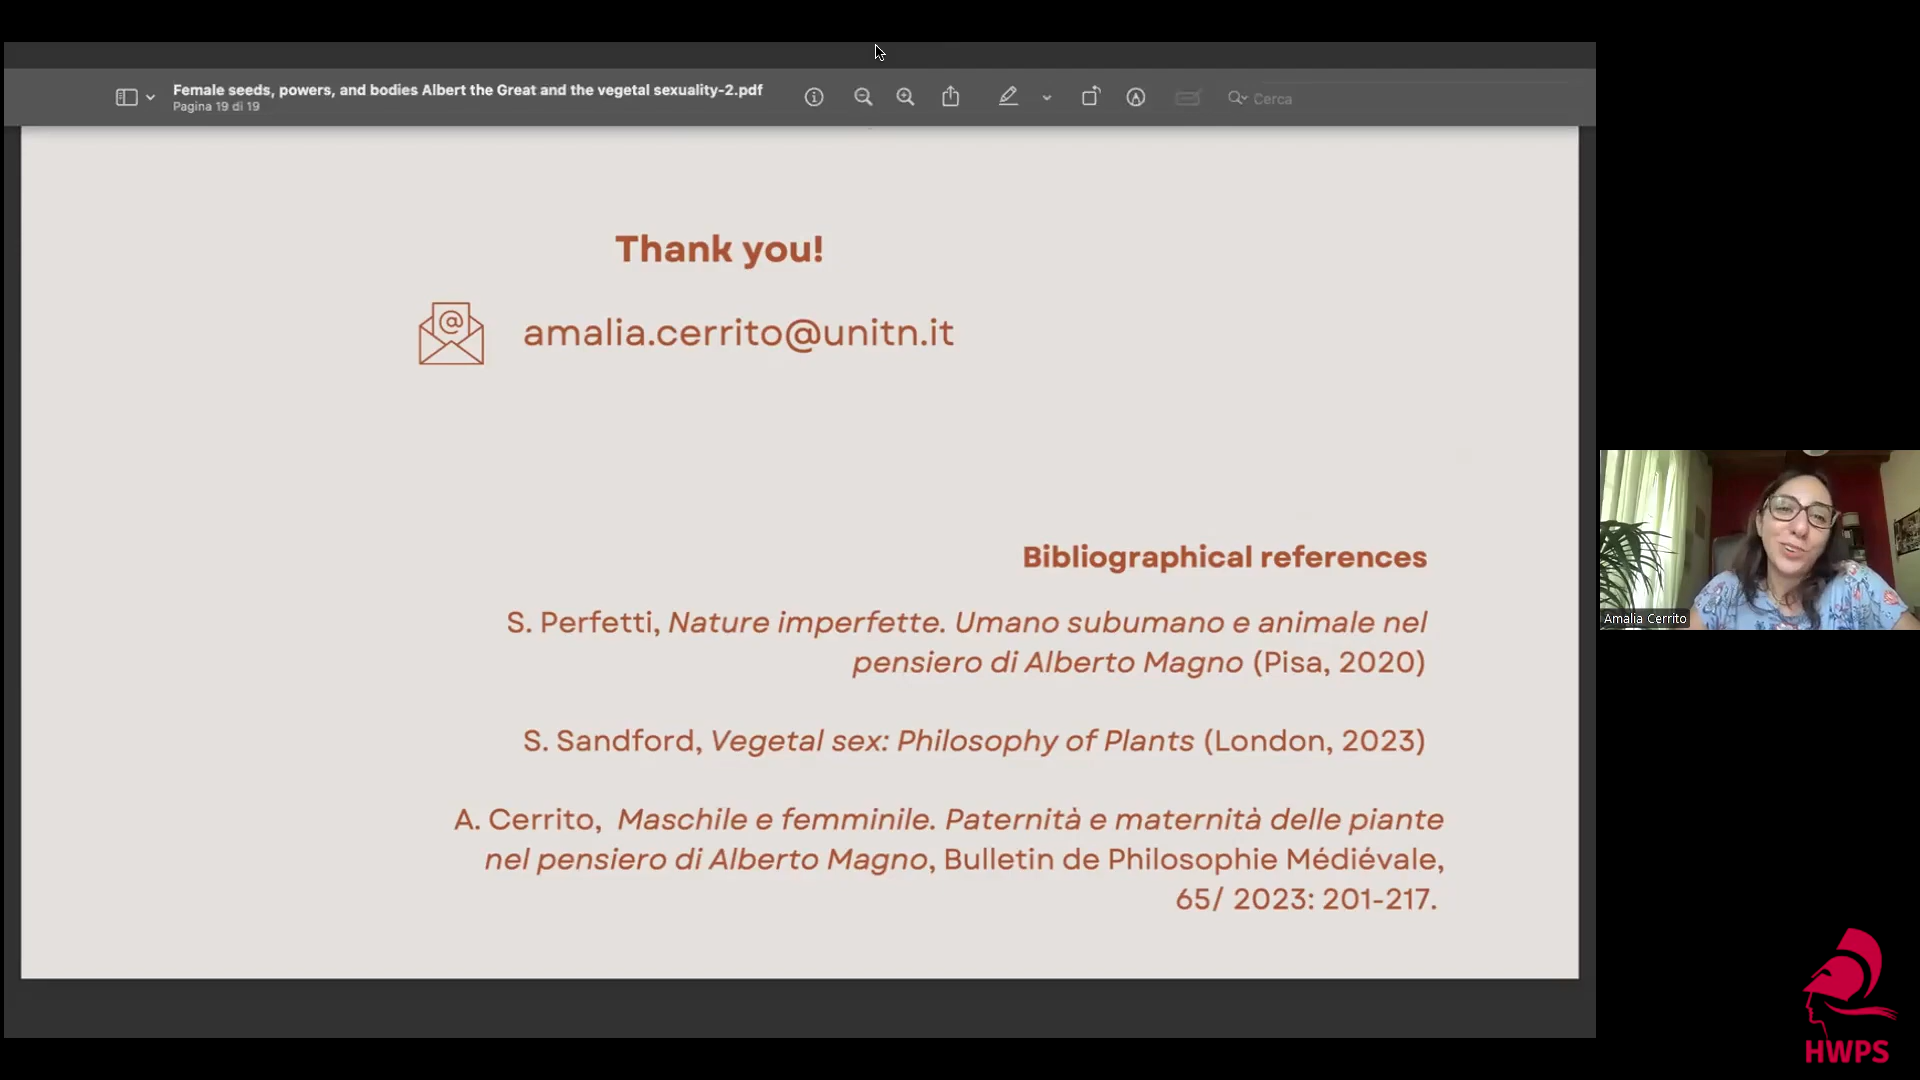 Female seeds, powers, and bodies Albert the Great and the vegetal sexuality-2.pdf
Pagina 19 di 19
Cerca
Thank you!
@
amalia.cerrito@unitn.it
Bibliographical references
S. Perfetti, Nature imperfette. Umano subumano e animale nel
pensiero di Alberto Magno (Pisa, 2020)
S. Sandford, Vegetal sex: Philosophy of Plants (London, 2023)
A. Cerrito, Maschile e femminile. Paternità e maternità delle piante
nel pensiero di Alberto Magno, Bulletin de Philosophie Médiévale,
65/ 2023: 201-217.
Amalia Cerrito
HWPS